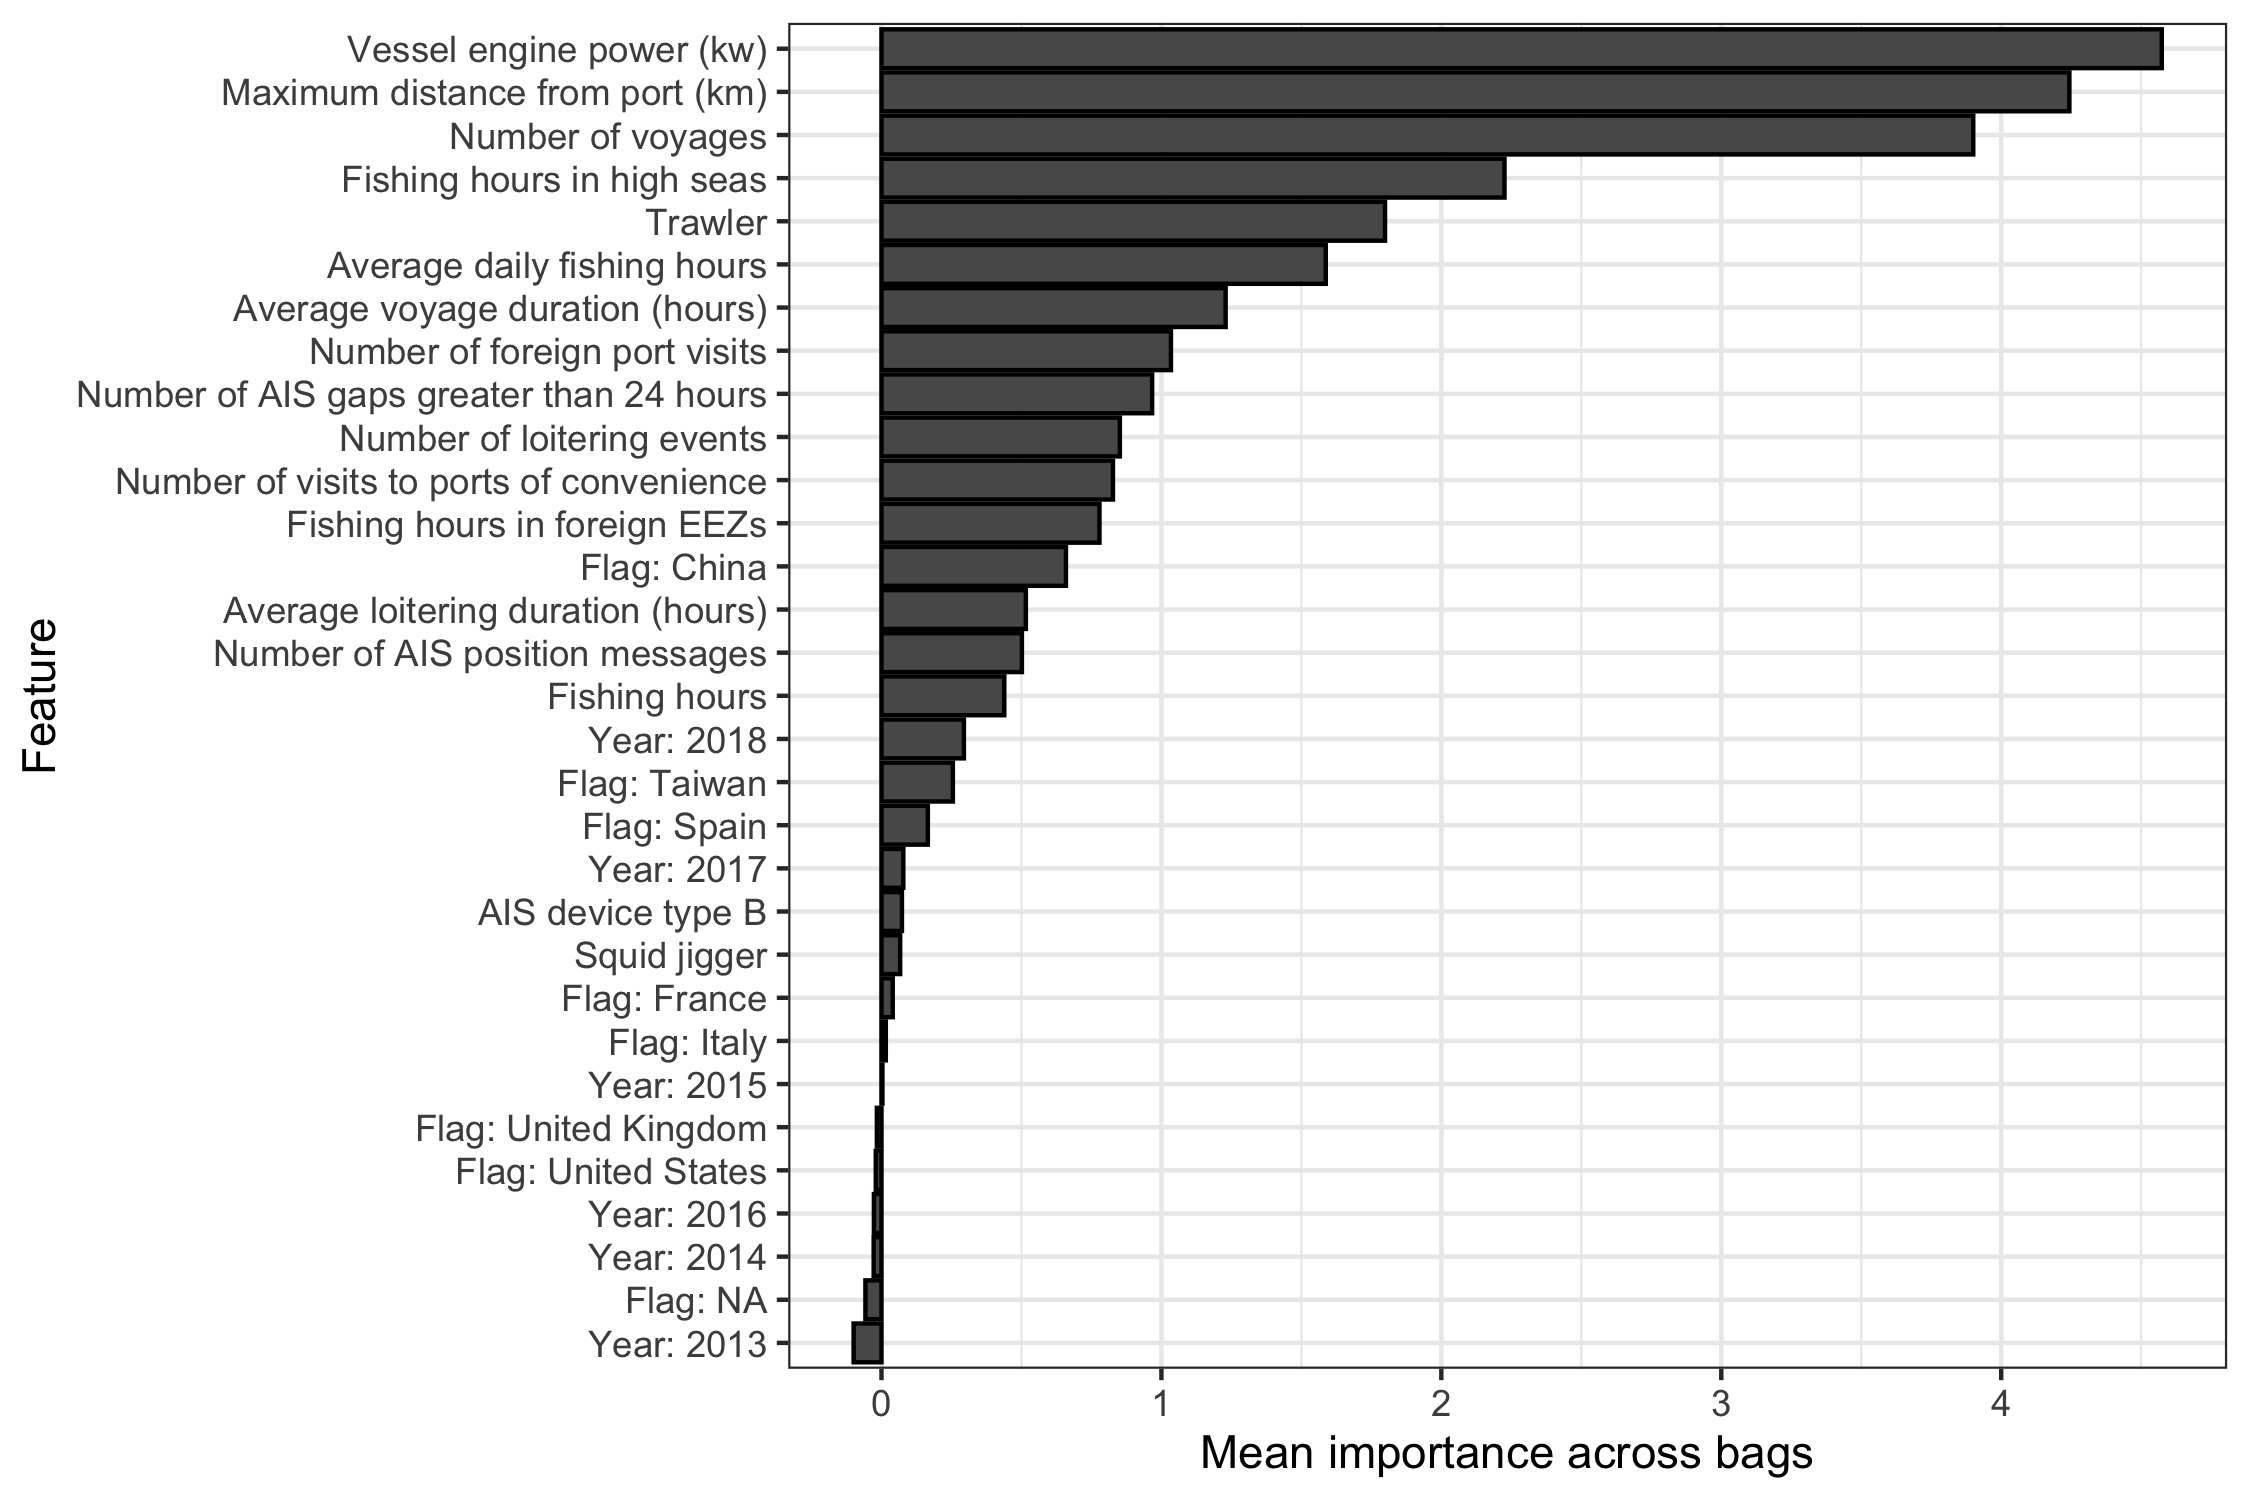 Vessel engine power (kw)
Maximum distance from port (km)
Number of voyages
Fishing hours in high seas
Trawler
Average daily fishing hours
Average voyage duration (hours)
Number of foreign port visits
Number of AIS gaps greater than 24 hours
Number of loitering events
Number of visits to ports of convenience
Fishing hours in foreign EEZs
Flag: China
Average loitering duration (hours)
Number of AIS position messages
Fishing hours
Year: 2018
Flag: Taiwan
Flag: Spain
Year: 2017
AIS device type B
Squid jigger
Flag: France
Flag: Italy
Year: 2015
Flag: United Kingdom
Flag: United States
Year: 2016
Year: 2014
Flag: NA
Year: 2013
Feature
0 1 2 3 4
Mean importance across bags